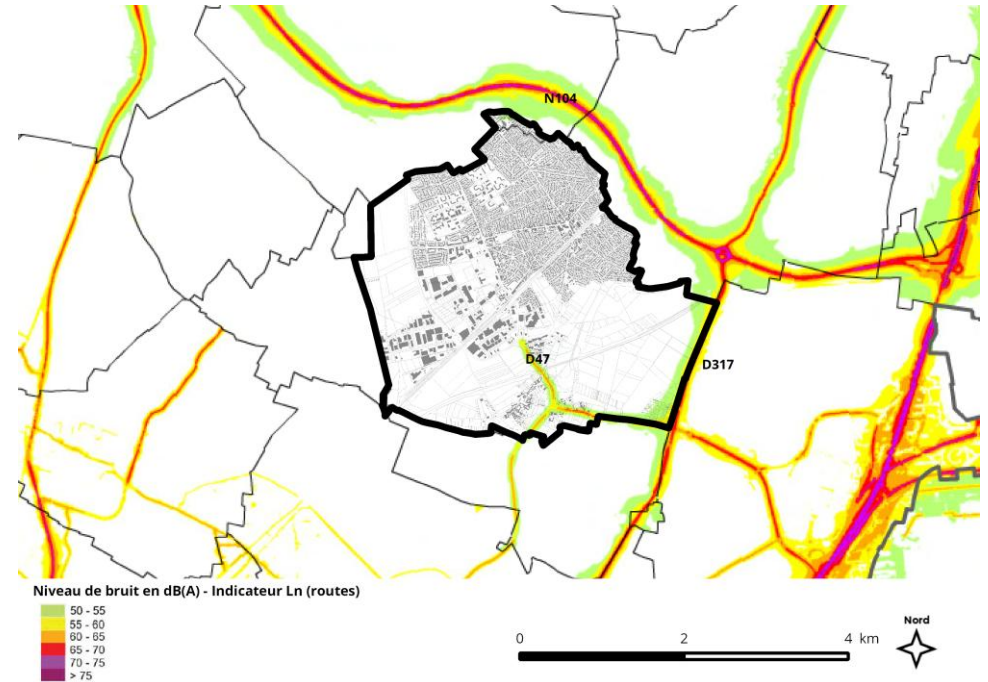 N104
D47
D317
Niveau de bruit en dB(A) - Indicateur Ln (routes)
50 - 55
55 - 60
60 - 65
65 - 70
70 - 75
> 75
Nord
0 2 4 km